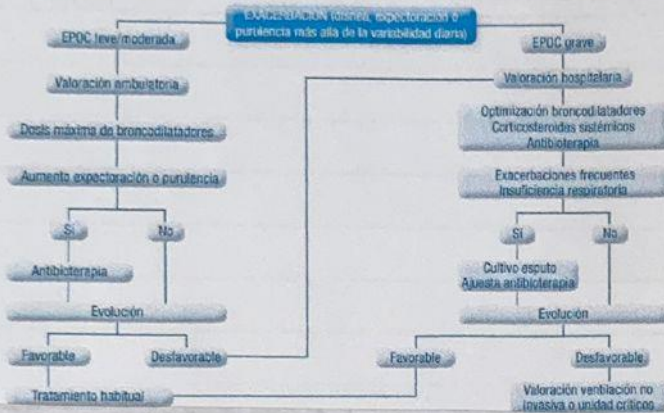 EXACERBACIÓN (disnea, expectoración o
purulencia más allá de la variabilidad diaria)
EPOC leve/moderada
Valoración ambulatoria
Dosis máxima de broncodilatadores
Aumento expectoración o purulencia
Sí
No
Antibioterapia
Evolución
Favorable
Desfavorable
Tratamiento habitual
EPOC grave
Valoración hospitalaria
Optimización broncodilatadores
Corticosteroides sistémicos
Antibioterapia
Exacerbaciones frecuentes
Insuficiencia respiratoria
Sí
No
Cultivo esputo
Ajuesta antibioterapia
Evolución
Favorable
Desfavorable
Valoración ventilación no
invasiva o unidad críticos